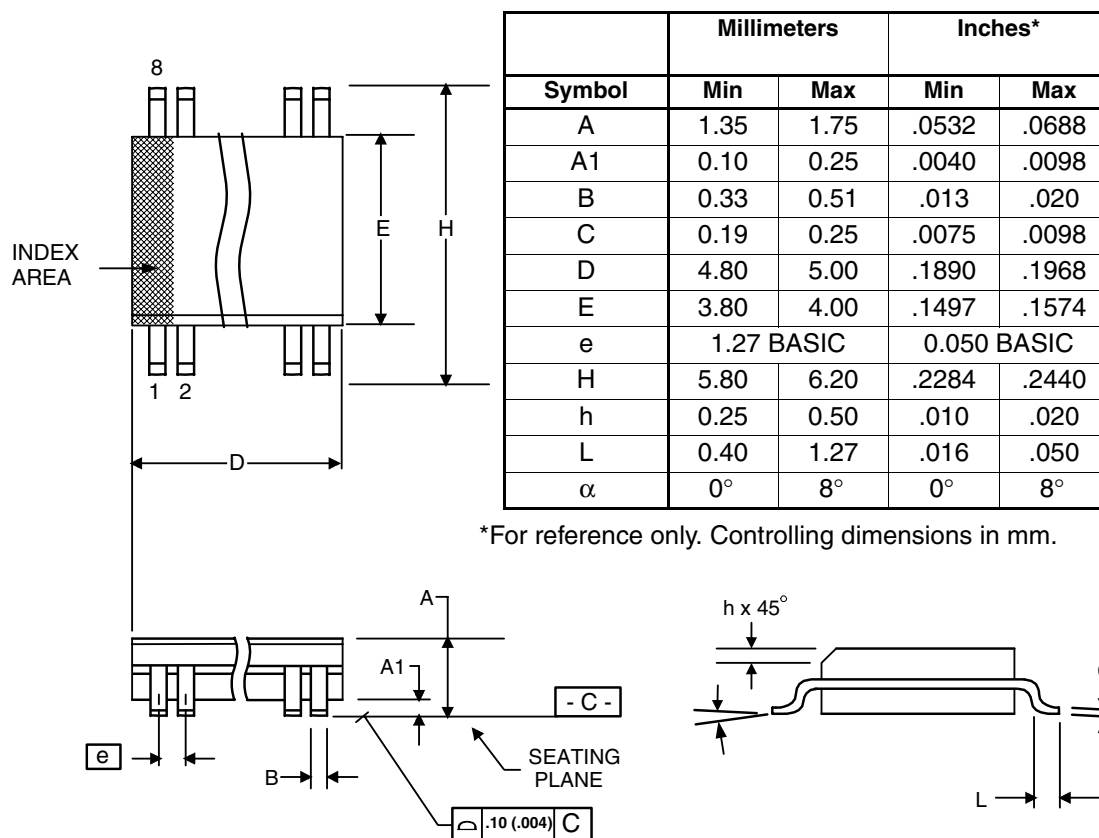 Millimeters Inches*
Symbol Min Max Min Max
A 1.35 1.75 .0532 .0688
A1 0.10 0.25 .0040 .0098
B 0.33 0.51 .013 .020
C 0.19 0.25 .0075 .0098
D 4.80 5.00 .1890 .1968
E 3.80 4.00 .1497 .1574
e 1.27 BASIC 0.050 BASIC
H 5.80 6.20 .2284 .2440
h 0.25 0.50 .010 .020
L 0.40 1.27 .016 .050
α 0° 8° 0° 8°
*For reference only. Controlling dimensions in mm.
8
E
H
INDEX
AREA
1 2
D
A
A1
- C -
e
B
SEATING
PLANE
.10 (.004) C
h x 45°
L